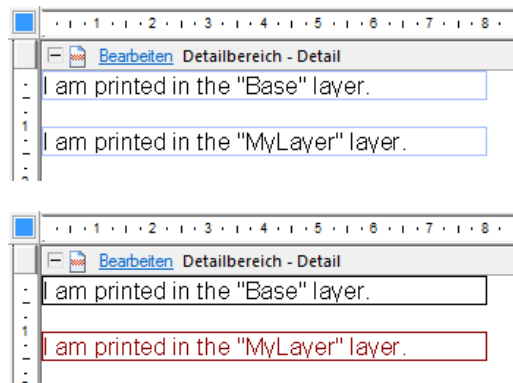 1 2 3 4 5 6 7 8
Bearbeiten Detailbereich - Detail
I am printed in the "Base" layer.
1
I am printed in the "MyLayer" layer.
1 2 3 4 5 6 7 8
Bearbeiten Detailbereich - Detail
I am printed in the "Base" layer.
1
I am printed in the "MyLayer" layer.